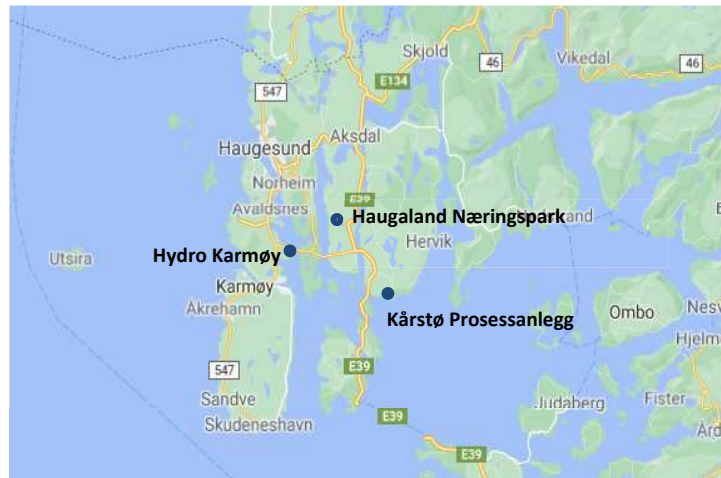 Skjold
46
Vikedal
46
E134
547
Aksdal
Haugesund
Norheim
E39
Haugaland Næringspark
Avaldsnes
Hervik
Utsira
Hydro Karmøy
Karmøy
Åkrehamn
Kårstø Prosessanlegg
Ombo
Hjelm
E39
547
Sandve
Skudeneshavn
E39
Judaberg
Fister
E39